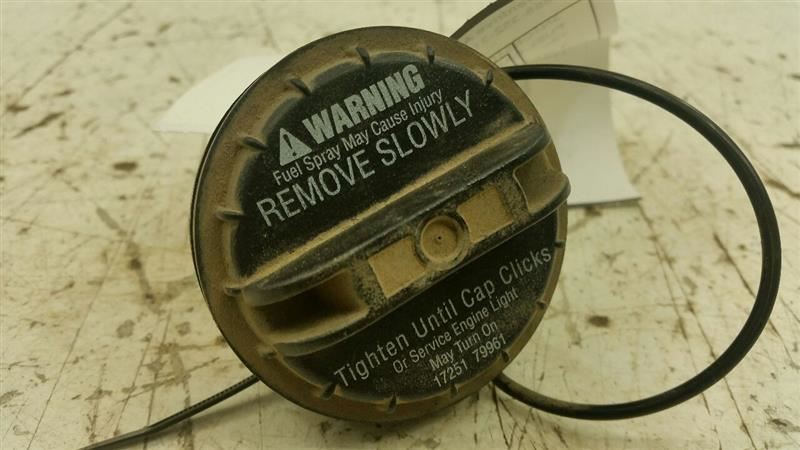 WARNING
Fuel Spray May Cause Injury
REMOVE SLOWLY
Tighten Until Cap Clicks
Or Service Engine Light
May Turn On
17251 79961